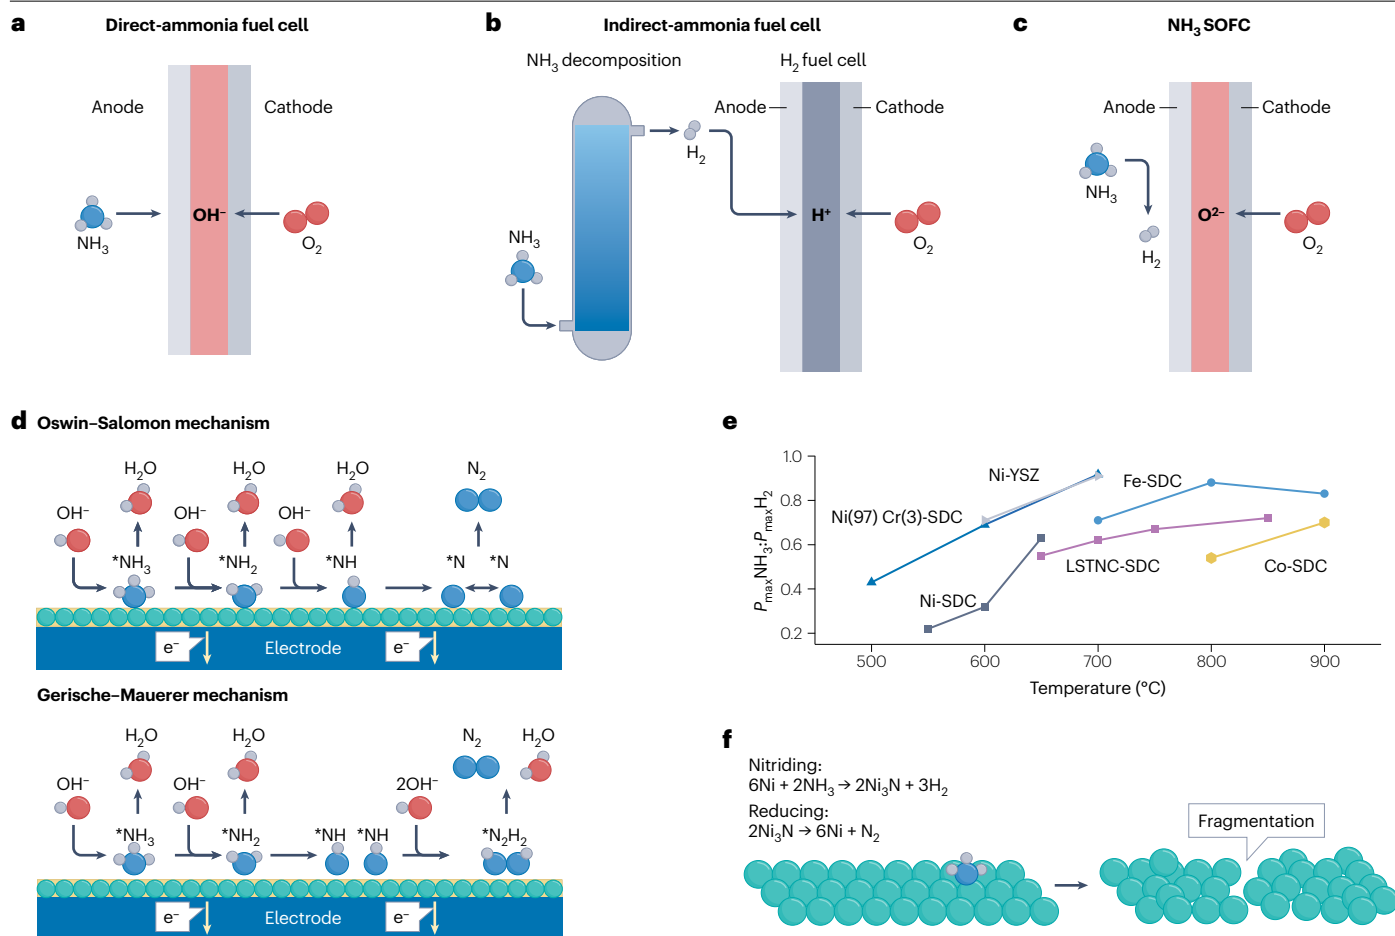 a
Direct-ammonia fuel cell
Anode
Cathode
OH⁻
NH₃
O₂
b
Indirect-ammonia fuel cell
NH₃ decomposition
H₂ fuel cell
Anode
Cathode
H₂
NH₃
H⁺
O₂
c
NH₃ SOFC
Anode
Cathode
NH₃
H₂
O²⁻
O₂
d
Oswin–Salomon mechanism
H₂O
H₂O
H₂O
N₂
OH⁻
OH⁻
OH⁻
*NH₃
*NH₂
*NH
*N
*N
e⁻
Electrode
e⁻
Gerische–Mauerer mechanism
H₂O
H₂O
N₂
H₂O
OH⁻
OH⁻
2OH⁻
*NH₃
*NH₂
*NH
*NH
*N₂H₂
e⁻
Electrode
e⁻
e
PmaxNH₃:PmaxH₂
1.0
0.8
0.6
0.4
0.2
Ni-YSZ
Fe-SDC
Ni(97) Cr(3)-SDC
LSTNC-SDC
Co-SDC
Ni-SDC
500
600
700
800
900
Temperature (°C)
f
Nitriding:
6Ni + 2NH₃ → 2Ni₃N + 3H₂
Reducing:
2Ni₃N → 6Ni + N₂
Fragmentation